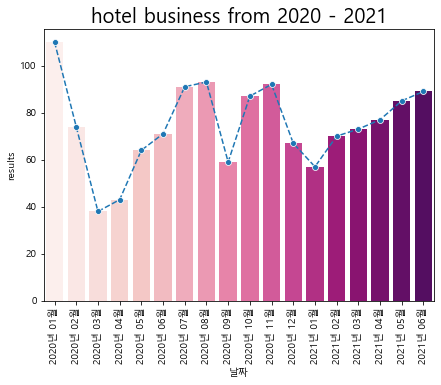 hotel business from 2020 - 2021
results
100
80
60
40
20
0
2020년 01월
2020년 02월
2020년 03월
2020년 04월
2020년 05월
2020년 06월
2020년 07월
2020년 08월
2020년 09월
2020년 10월
2020년 11월
2020년 12월
2021년 01월
2021년 02월
2021년 03월
2021년 04월
2021년 05월
2021년 06월
날짜